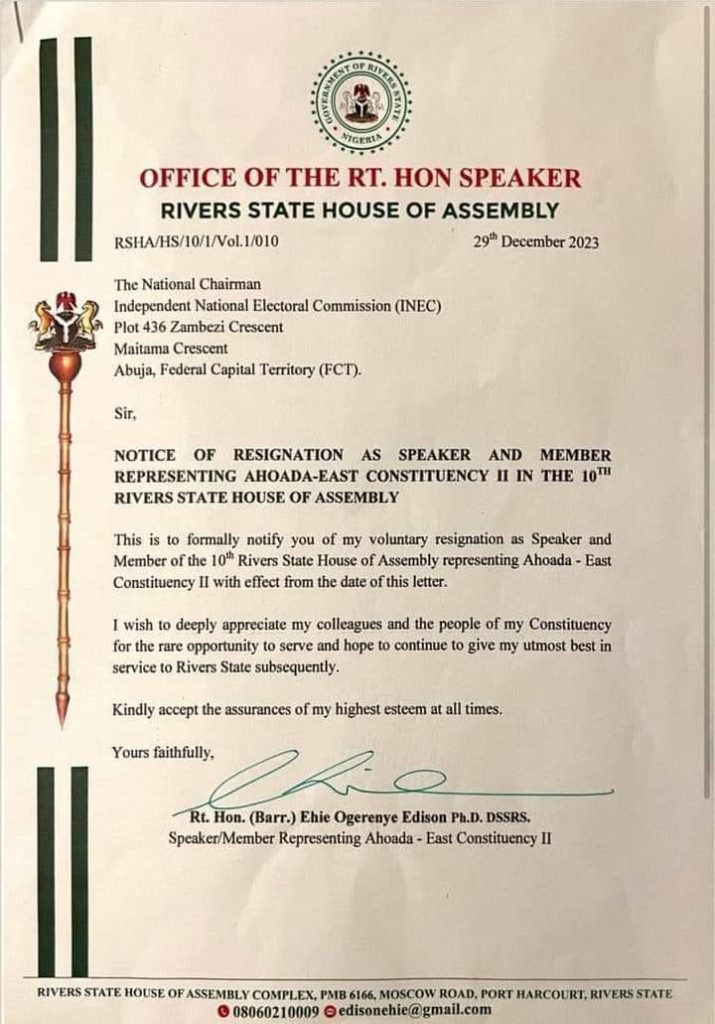 GOVERNMENT OF RIVERS STATE
NIGERIA
OFFICE OF THE RT. HON SPEAKER
RIVERS STATE HOUSE OF ASSEMBLY
RSHA/HS/10/1/Vol.1/010 29th December 2023
The National Chairman
Independent National Electoral Commission (INEC)
Plot 436 Zambezi Crescent
Maitama Crescent
Abuja, Federal Capital Territory (FCT).
Sir,
NOTICE OF RESIGNATION AS SPEAKER AND MEMBER
REPRESENTING AHOADA-EAST CONSTITUENCY II IN THE 10TH
RIVERS STATE HOUSE OF ASSEMBLY
This is to formally notify you of my voluntary resignation as Speaker and
Member of the 10th Rivers State House of Assembly representing Ahoada - East
Constituency II with effect from the date of this letter.
I wish to deeply appreciate my colleagues and the people of my Constituency
for the rare opportunity to serve and hope to continue to give my utmost best in
service to Rivers State subsequently.
Kindly accept the assurances of my highest esteem at all times.
Yours faithfully,
Rt. Hon. (Barr.) Ehie Ogerenye Edison Ph.D. DSSRS.
Speaker/Member Representing Ahoada - East Constituency II
RIVERS STATE HOUSE OF ASSEMBLY COMPLEX, PMB 6166, MOSCOW ROAD, PORT HARCOURT, RIVERS STATE
08060210009 edisonehie@gmail.com